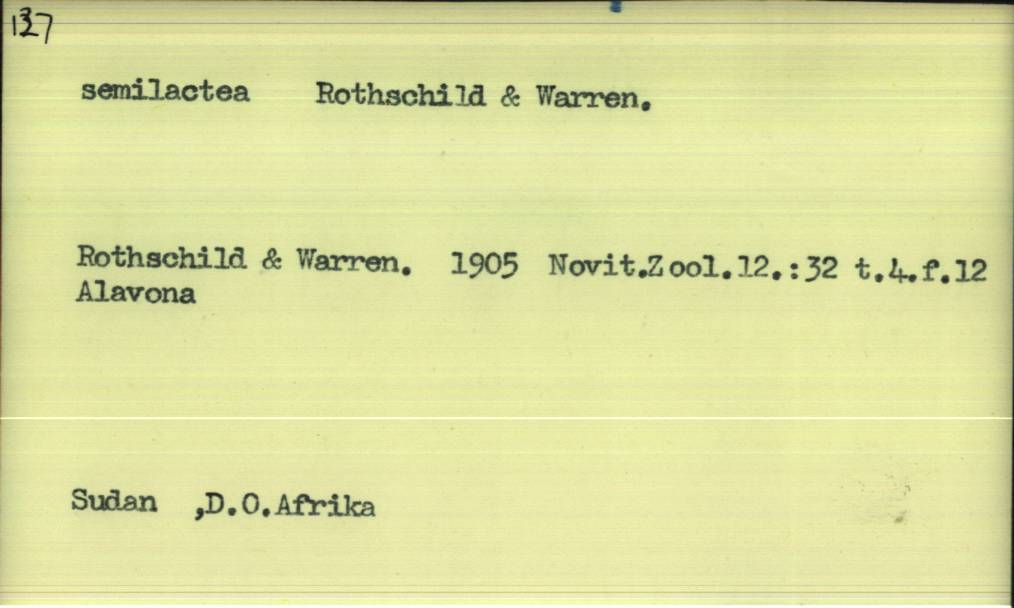 137
semilactea Rothschild & Warren.
Rothschild & Warren. 1905 Novit.Zool.12.:32 t.4.f.12
Alavona
Sudan ,D.O.Afrika